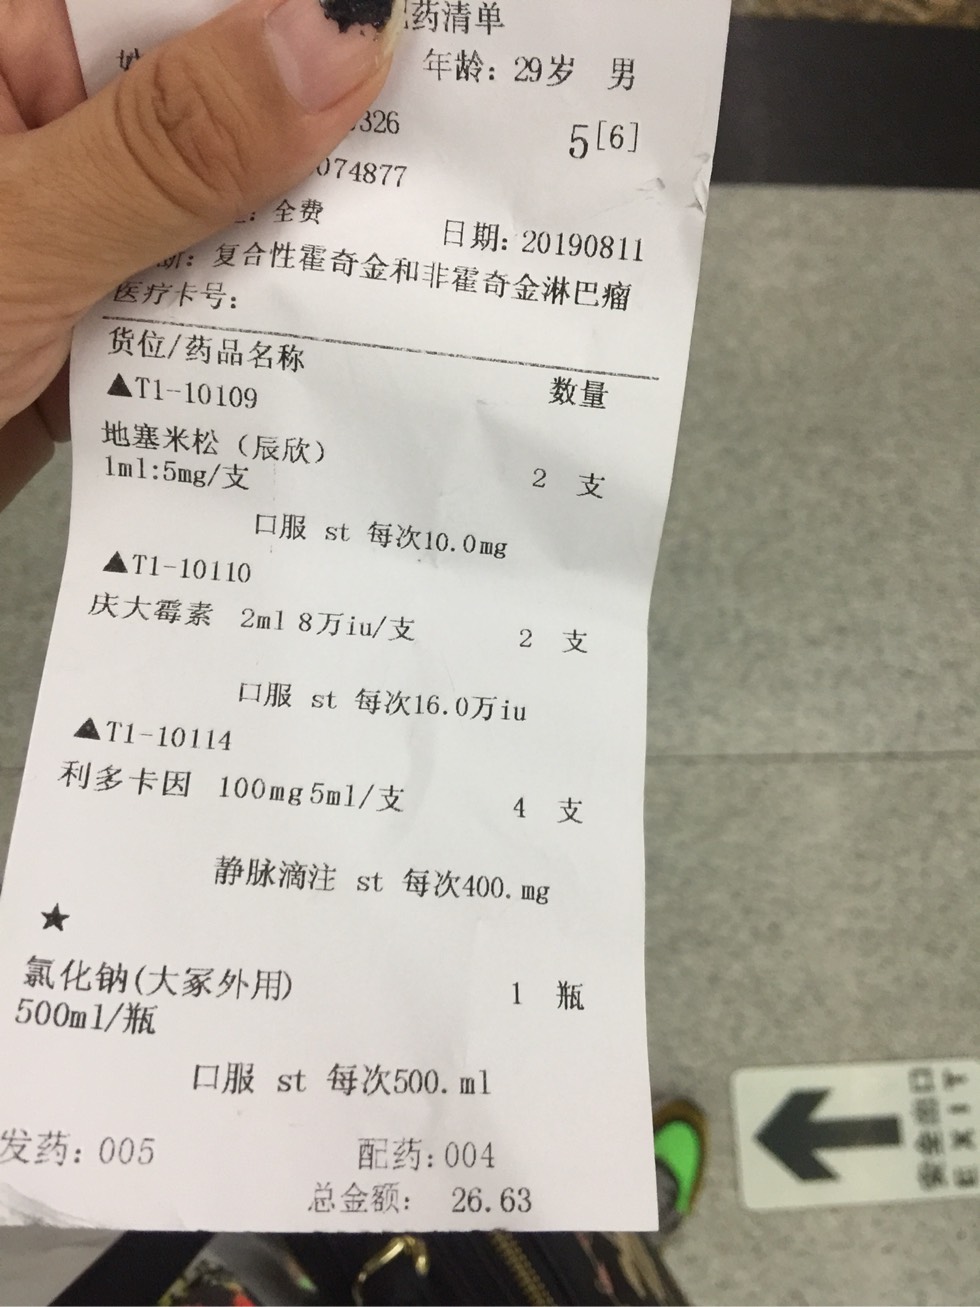 药清单
年龄：29岁 男
326
5[6]
074877
：全费
日期：20190811
断：复合性霍奇金和非霍奇金淋巴瘤
医疗卡号：
货位/药品名称 数量
▲T1-10109
地塞米松（辰欣）
1ml:5mg/支 2 支
口服 st 每次10.0mg
▲T1-10110
庆大霉素 2ml 8万iu/支 2 支
口服 st 每次16.0万iu
▲T1-10114
利多卡因 100mg5ml/支 4 支
静脉滴注 st 每次400.mg
★
氯化钠(大冢外用) 1 瓶
500ml/瓶
口服 st 每次500.ml
发药：005 配药：004
总金额： 26.63
安全出口
EXIT